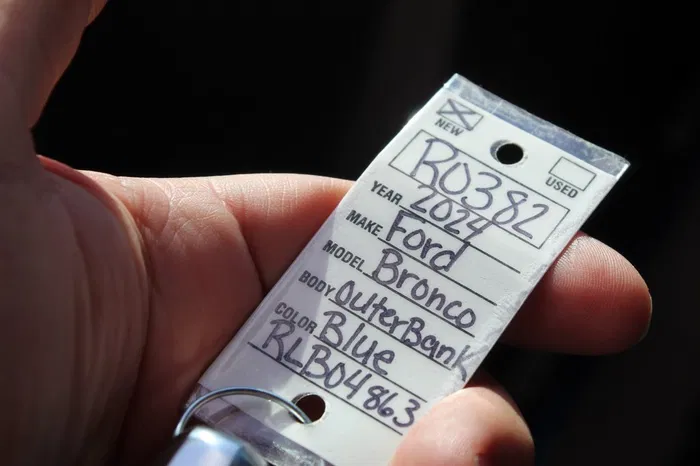 NEW USED
R0382
YEAR 2024
MAKE Ford
MODEL Bronco
BODY OuterBank
COLOR Blue
RLB04863